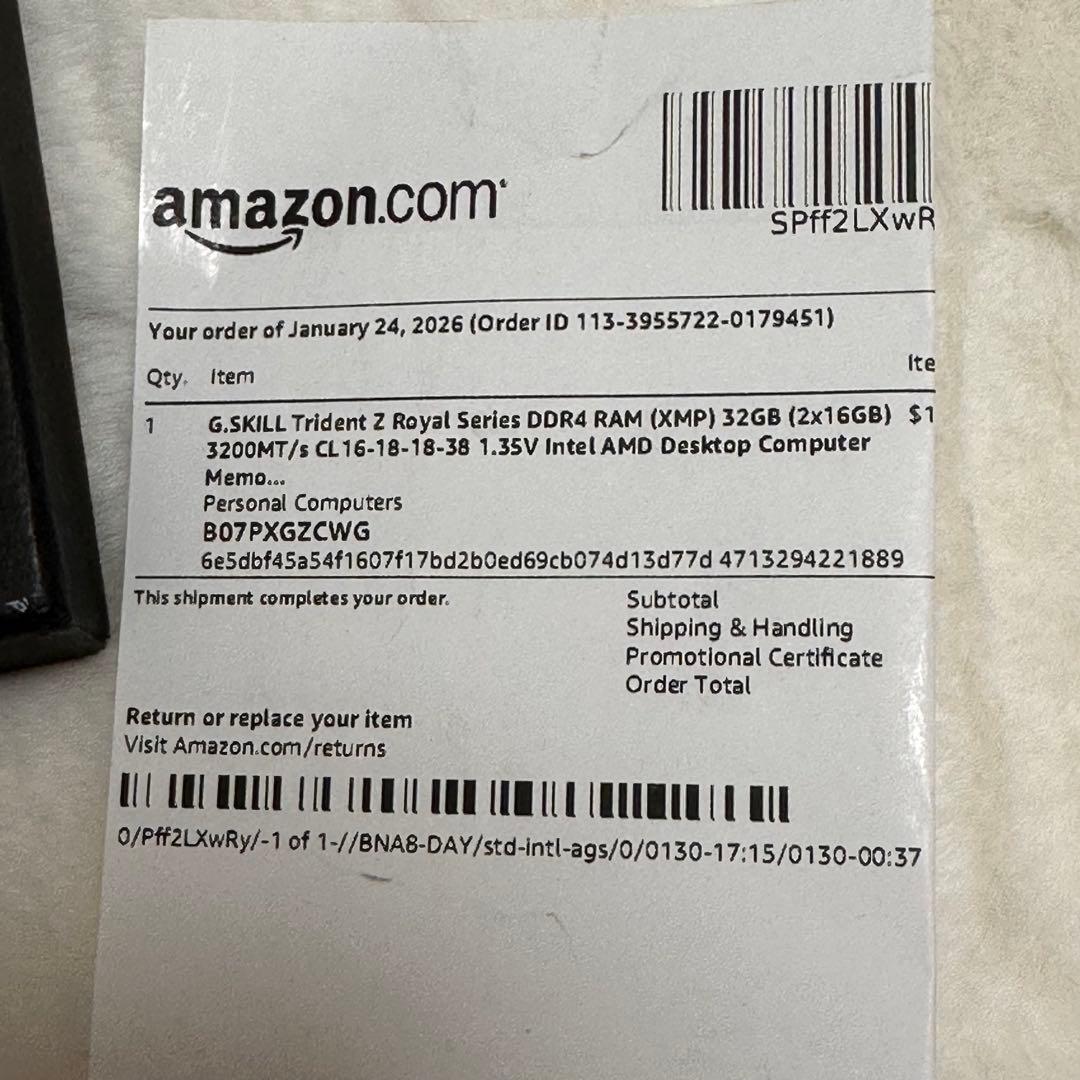 SPff2LXwR
amazon.com
Your order of January 24, 2026 (Order ID 113-3955722-0179451)
Qty. Item Ite
1 G.SKILL Trident Z Royal Series DDR4 RAM (XMP) 32GB (2x16GB) $1
3200MT/s CL16-18-18-38 1.35V Intel AMD Desktop Computer
Memo...
Personal Computers
B07PXGZCWG
6e5dbf45a54f1607f17bd2b0ed69cb074d13d77d 4713294221889
This shipment completes your order.
Subtotal
Shipping & Handling
Promotional Certificate
Order Total
Return or replace your item
Visit Amazon.com/returns
0/Pff2LXwRy/-1 of 1-//BNA8-DAY/std-intl-ags/0/0130-17:15/0130-00:37